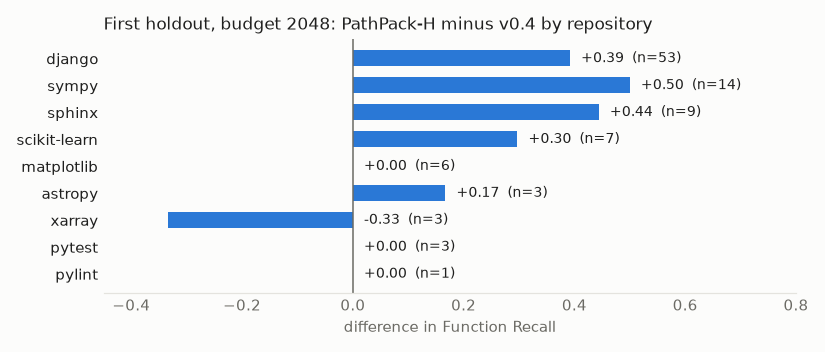 First holdout, budget 2048: PathPack-H minus v0.4 by repository
django +0.39 (n=53)
sympy +0.50 (n=14)
sphinx +0.44 (n=9)
scikit-learn +0.30 (n=7)
matplotlib +0.00 (n=6)
astropy +0.17 (n=3)
xarray -0.33 (n=3)
pytest +0.00 (n=3)
pylint +0.00 (n=1)
−0.4 −0.2 0.0 0.2 0.4 0.6 0.8
difference in Function Recall